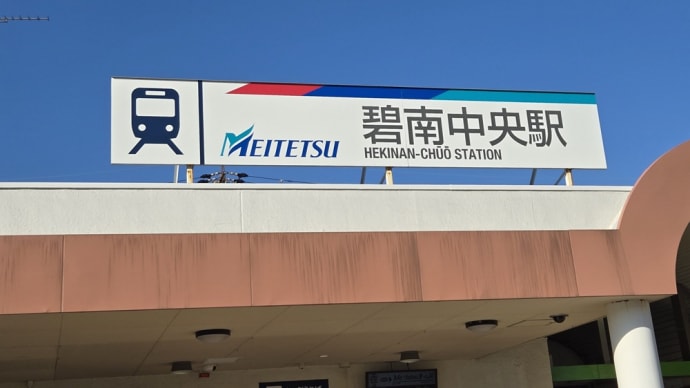 MEITETSU
碧南中央駅
HEKINAN-CHŪŌ STATION